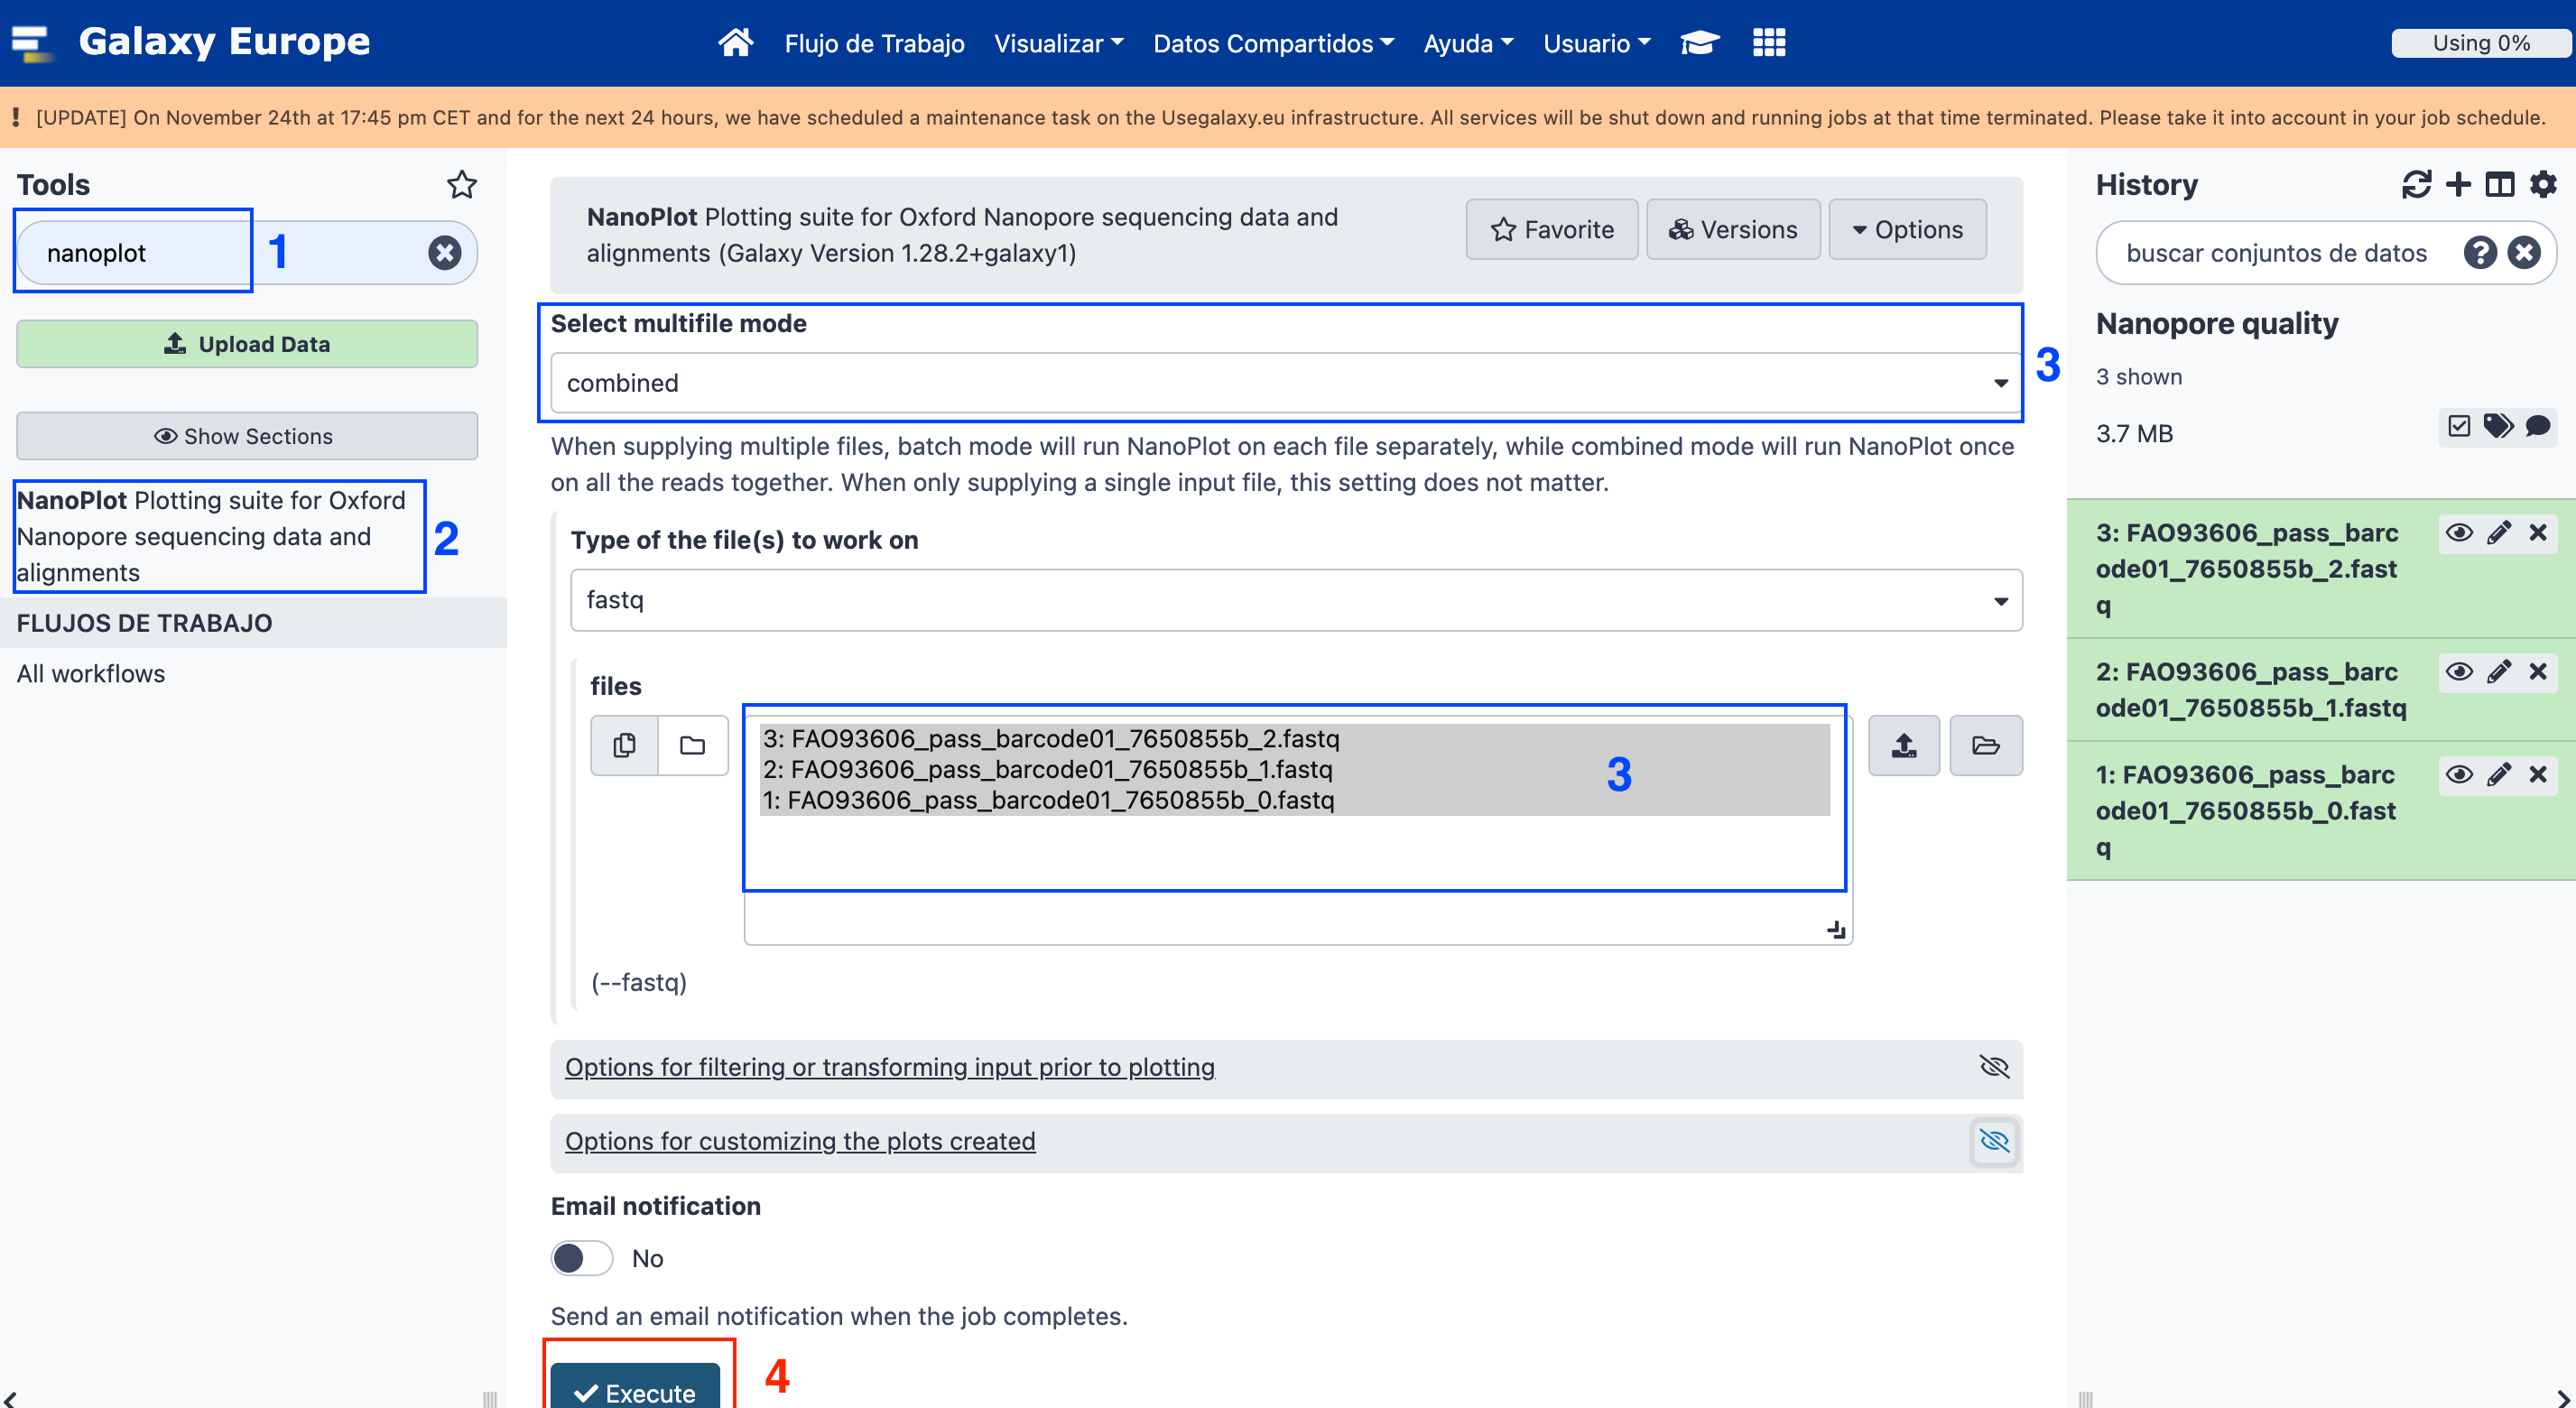 Galaxy Europe
Flujo de Trabajo Visualizar Datos Compartidos Ayuda Usuario
Using 0%
[UPDATE] On November 24th at 17:45 pm CET and for the next 24 hours, we have scheduled a maintenance task on the Usegalaxy.eu infrastructure. All services will be shut down and running jobs at that time terminated. Please take it into account in your job schedule.
Tools
nanoplot
1
Upload Data
Show Sections
NanoPlot Plotting suite for Oxford
Nanopore sequencing data and
alignments
2
FLUJOS DE TRABAJO
All workflows
NanoPlot Plotting suite for Oxford Nanopore sequencing data and
alignments (Galaxy Version 1.28.2+galaxy1)
Favorite
Versions
Options
Select multifile mode
combined
3
When supplying multiple files, batch mode will run NanoPlot on each file separately, while combined mode will run NanoPlot once
on all the reads together. When only supplying a single input file, this setting does not matter.
Type of the file(s) to work on
fastq
files
3: FAO93606_pass_barcode01_7650855b_2.fastq
2: FAO93606_pass_barcode01_7650855b_1.fastq
1: FAO93606_pass_barcode01_7650855b_0.fastq
3
(--fastq)
Options for filtering or transforming input prior to plotting
Options for customizing the plots created
Email notification
No
Send an email notification when the job completes.
Execute
4
History
buscar conjuntos de datos
Nanopore quality
3 shown
3.7 MB
3: FAO93606_pass_barc
ode01_7650855b_2.fast
q
2: FAO93606_pass_barc
ode01_7650855b_1.fastq
1: FAO93606_pass_barc
ode01_7650855b_0.fast
q